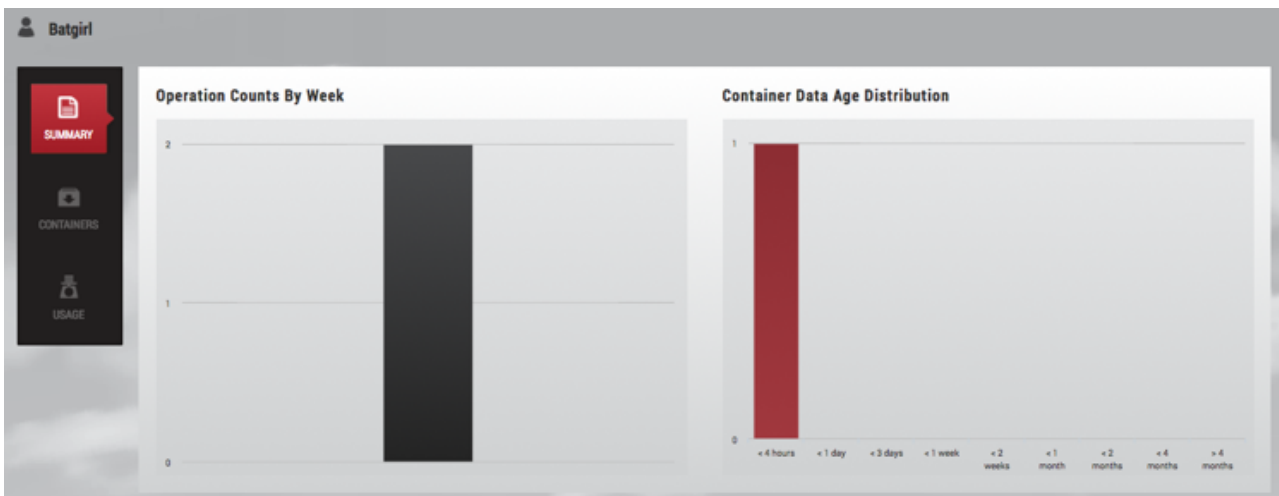 Batgirl
SUMMARY
CONTAINERS
USAGE
Operation Counts By Week
2
1
0
Container Data Age Distribution
1
0
< 4 hours
< 1 day
< 3 days
< 1 week
< 2
weeks
< 1
month
< 2
months
< 4
months
> 4
months